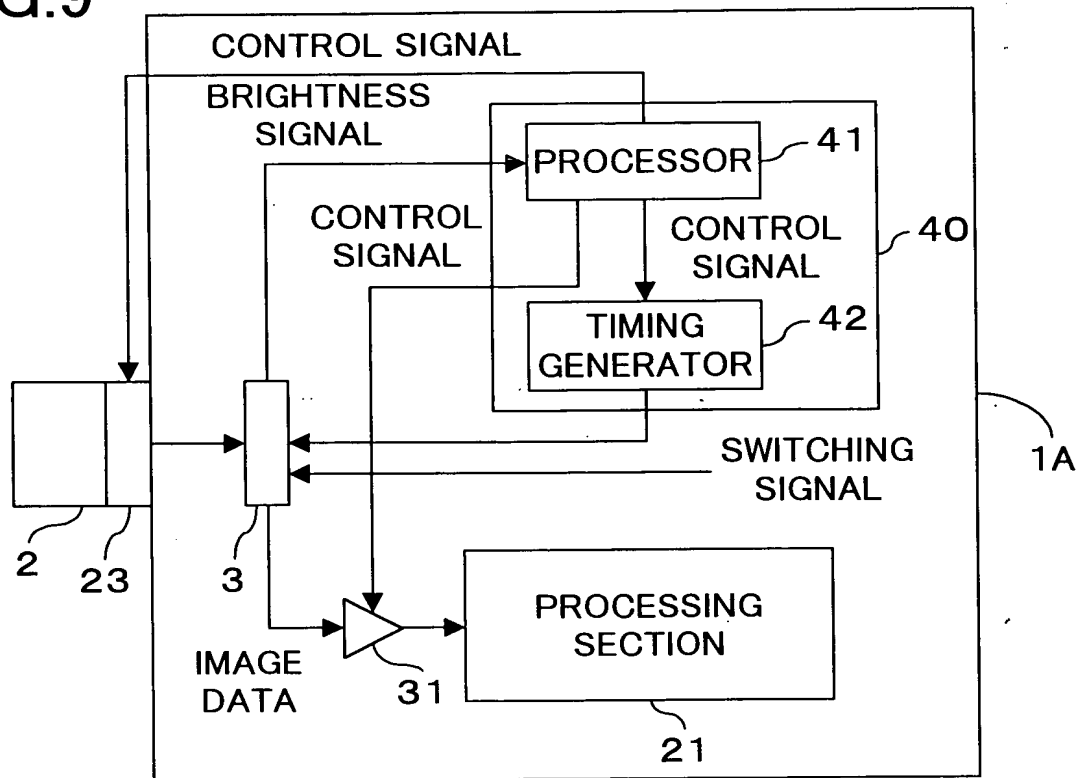 G.9
CONTROL SIGNAL
BRIGHTNESS
SIGNAL
PROCESSOR
41
CONTROL
SIGNAL
CONTROL
SIGNAL
40
TIMING
GENERATOR
42
SWITCHING
SIGNAL
1A
2
23
3
IMAGE
DATA
31
PROCESSING
SECTION
21